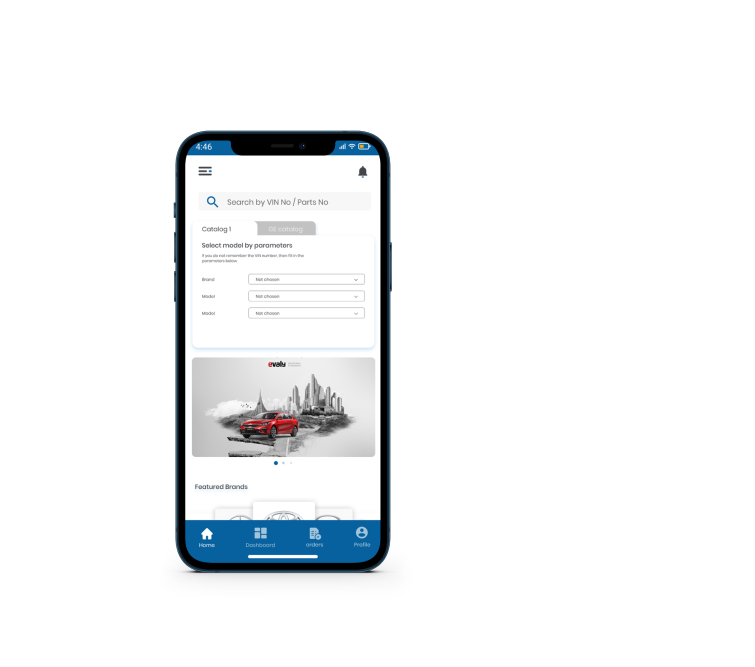 4:46
Search by VIN No / Parts No
Catalog 1
GE catalog
Select model by parameters
If you do not remember the VIN number, then fill in the
parameters below
Brand
Not chosen
Model
Not chosen
Model
Not chosen
evaly
Featured Brands
Home
Dashboard
orders
Profile